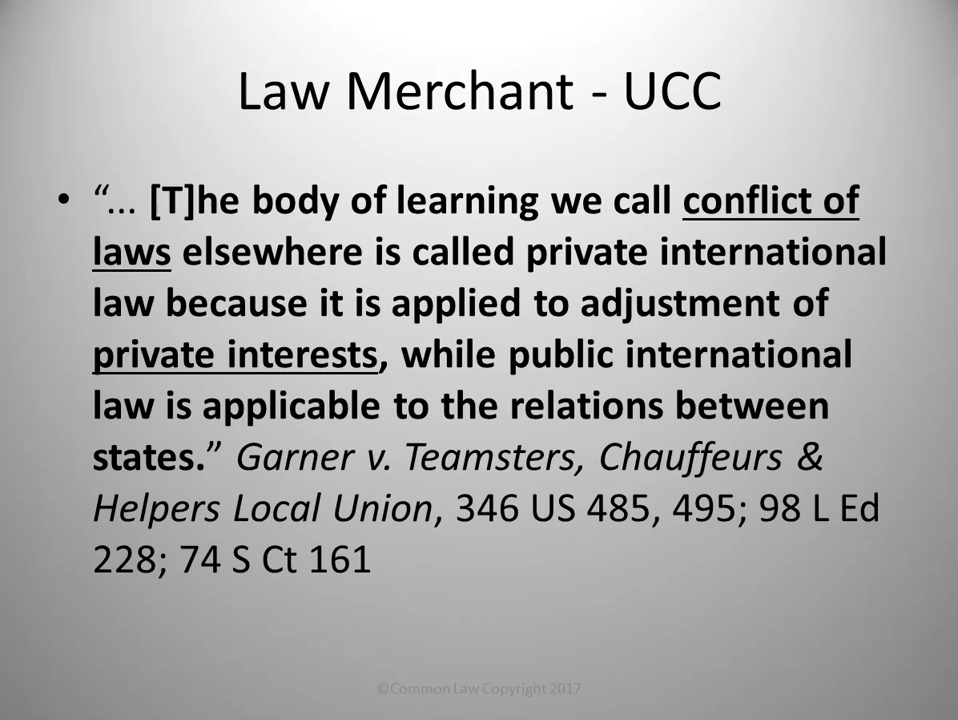 Law Merchant - UCC
• “... [T]he body of learning we call conflict of
laws elsewhere is called private international
law because it is applied to adjustment of
private interests, while public international
law is applicable to the relations between
states.” Garner v. Teamsters, Chauffeurs &
Helpers Local Union, 346 US 485, 495; 98 L Ed
228; 74 S Ct 161
©Common Law Copyright 2017